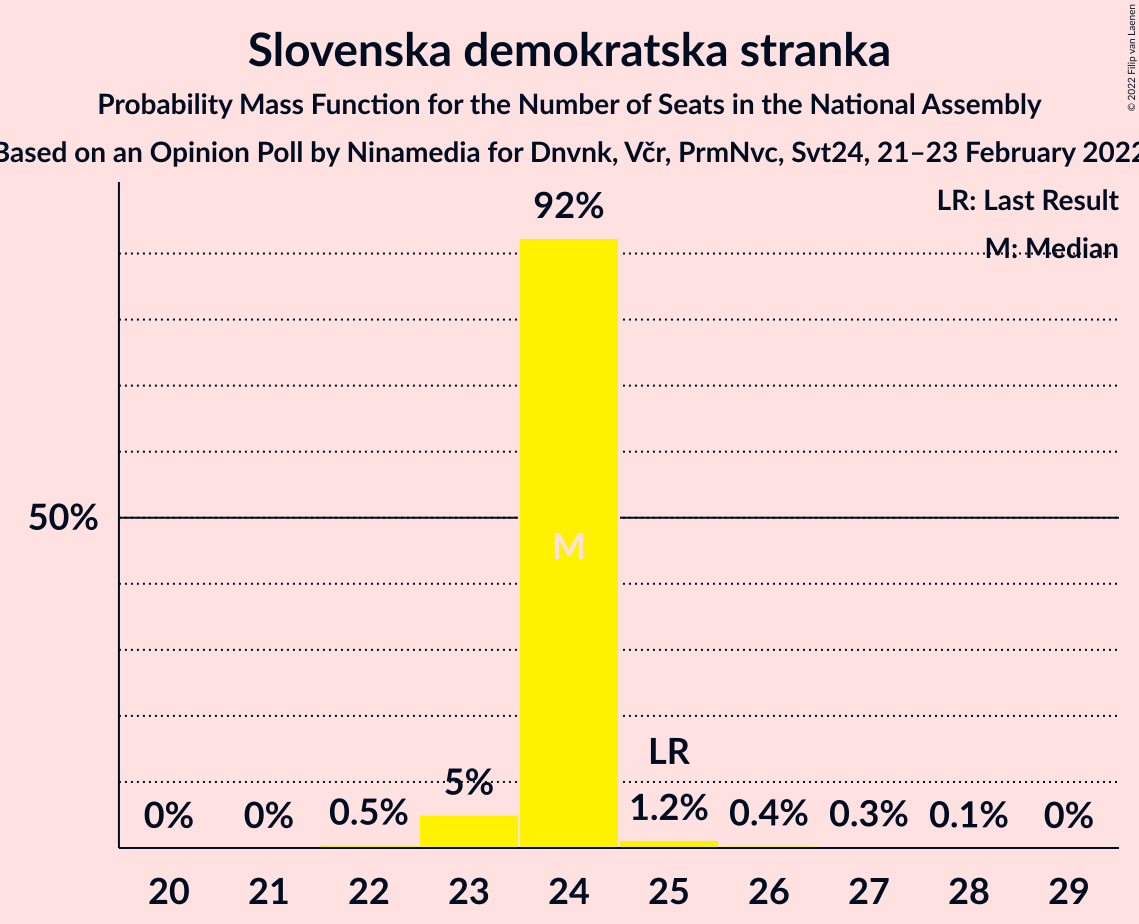 Slovenska demokratska stranka
Probability Mass Function for the Number of Seats in the National Assembly
Based on an Opinion Poll by Ninamedia for Dnvnk, Včr, PrmNvc, Svt24, 21–23 February 2022
© 2022 Filip van Laenen
LR: Last Result
M: Median
92%
50%
M
LR
5%
0% 0% 0.5% 1.2% 0.4% 0.3% 0.1% 0%
20 21 22 23 24 25 26 27 28 29